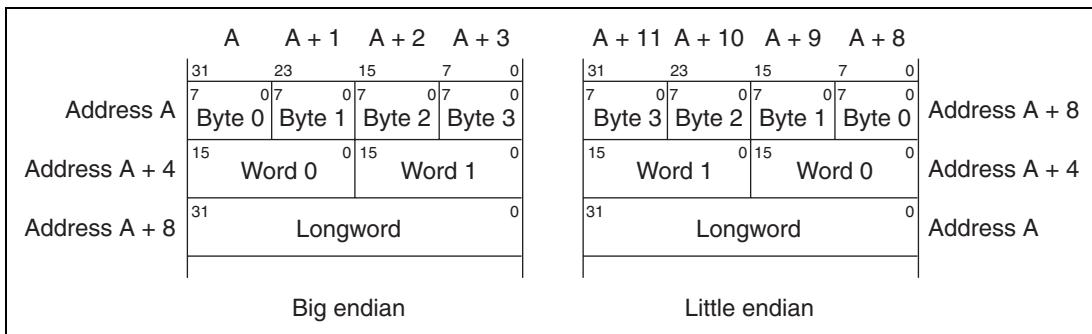 A A + 1 A + 2 A + 3 A + 11 A + 10 A + 9 A + 8
31 23 15 7 0 31 23 15 7 0
7 0 7 0 7 0 7 0 7 0 7 0 7 0 7 0
Address A Byte 0 Byte 1 Byte 2 Byte 3 Byte 3 Byte 2 Byte 1 Byte 0 Address A + 8
15 0 15 0 15 0 15 0
Address A + 4 Word 0 Word 1 Word 1 Word 0 Address A + 4
31 0 31 0
Address A + 8 Longword Longword Address A
Big endian Little endian